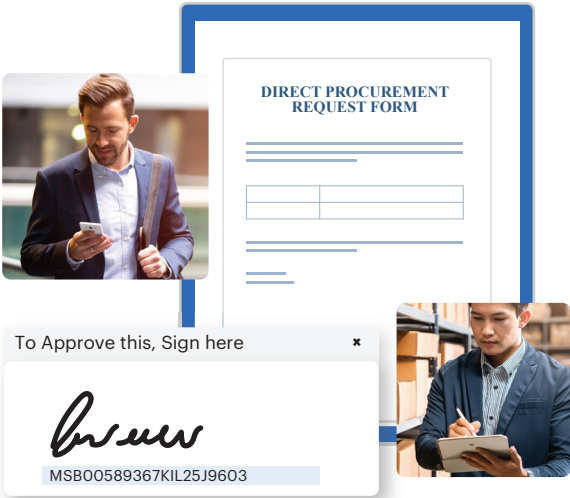 DIRECT PROCUREMENT
REQUEST FORM
To Approve this, Sign here
MSB00589367KIL25J9603